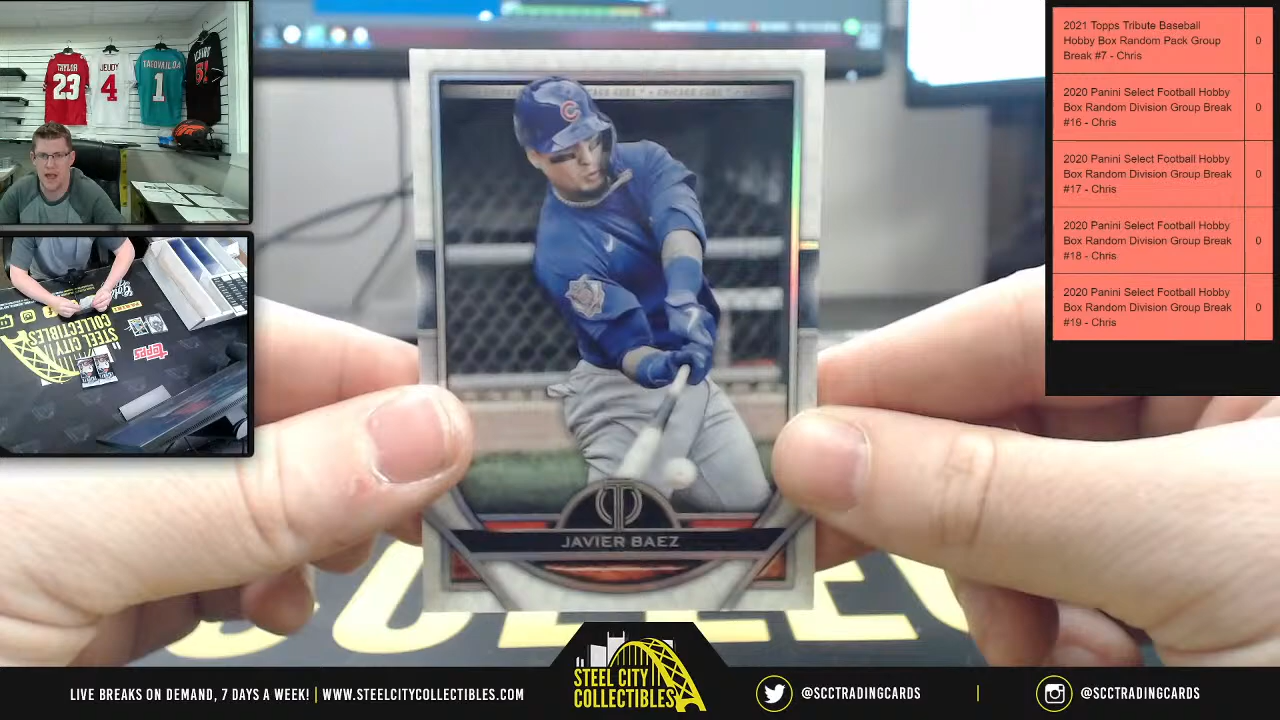 TAYLOR
23
JEUDY
4
TAGOVAILOA
1
STEEL CITY
COLLECTIBLES
Topps
C
CHICAGO CUBS
JAVIER BAEZ
2021 Topps Tribute Baseball
Hobby Box Random Pack Group
Break #7 - Chris
0
2020 Panini Select Football Hobby
Box Random Division Group Break
#16 - Chris
0
2020 Panini Select Football Hobby
Box Random Division Group Break
#17 - Chris
0
2020 Panini Select Football Hobby
Box Random Division Group Break
#18 - Chris
0
2020 Panini Select Football Hobby
Box Random Division Group Break
#19 - Chris
0
LIVE BREAKS ON DEMAND, 7 DAYS A WEEK! | WWW.STEELCITYCOLLECTIBLES.COM
STEEL CITY
COLLECTIBLES
@SCCTRADINGCARDS
@SCCTRADINGCARDS